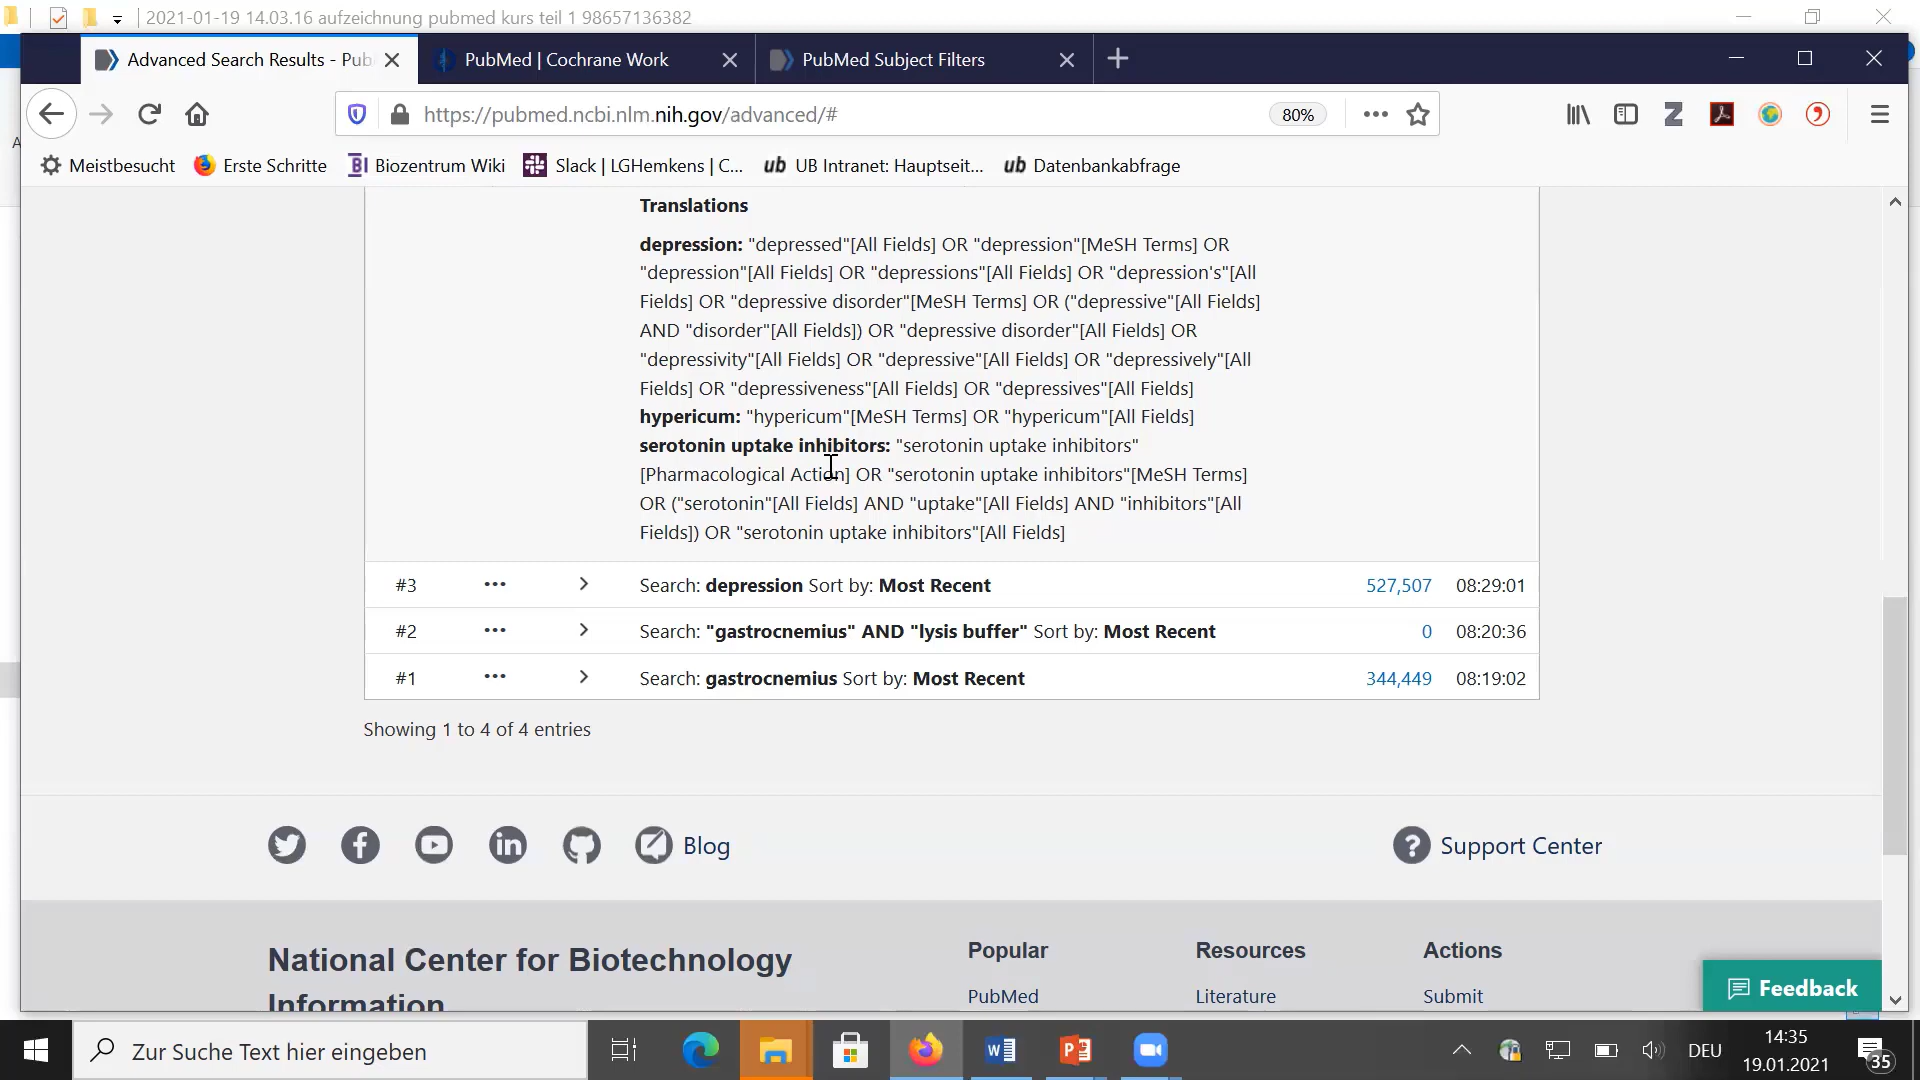 2021-01-19 14.03.16 aufzeichnung pubmed kurs teil 1 98657136382
Advanced Search Results - Pub
PubMed | Cochrane Work
PubMed Subject Filters
https://pubmed.ncbi.nlm.nih.gov/advanced/#
80%
Meistbesucht
Erste Schritte
Biozentrum Wiki
Slack | LGHemkens | C...
ub UB Intranet: Hauptseit...
ub Datenbankabfrage
Translations
depression: "depressed"[All Fields] OR "depression"[MeSH Terms] OR
"depression"[All Fields] OR "depressions"[All Fields] OR "depression's"[All
Fields] OR "depressive disorder"[MeSH Terms] OR ("depressive"[All Fields]
AND "disorder"[All Fields]) OR "depressive disorder"[All Fields] OR
"depressivity"[All Fields] OR "depressive"[All Fields] OR "depressively"[All
Fields] OR "depressiveness"[All Fields] OR "depressives"[All Fields]
hypericum: "hypericum"[MeSH Terms] OR "hypericum"[All Fields]
serotonin uptake inhibitors: "serotonin uptake inhibitors"
[Pharmacological Action] OR "serotonin uptake inhibitors"[MeSH Terms]
OR ("serotonin"[All Fields] AND "uptake"[All Fields] AND "inhibitors"[All
Fields]) OR "serotonin uptake inhibitors"[All Fields]
#3 ••• Search: depression Sort by: Most Recent 527,507 08:29:01
#2 ••• Search: "gastrocnemius" AND "lysis buffer" Sort by: Most Recent 0 08:20:36
#1 ••• Search: gastrocnemius Sort by: Most Recent 344,449 08:19:02
Showing 1 to 4 of 4 entries
Blog
Support Center
National Center for Biotechnology
Information
Popular
Resources
Actions
PubMed
Literature
Submit
Feedback
Zur Suche Text hier eingeben
DEU
14:35
19.01.2021
35